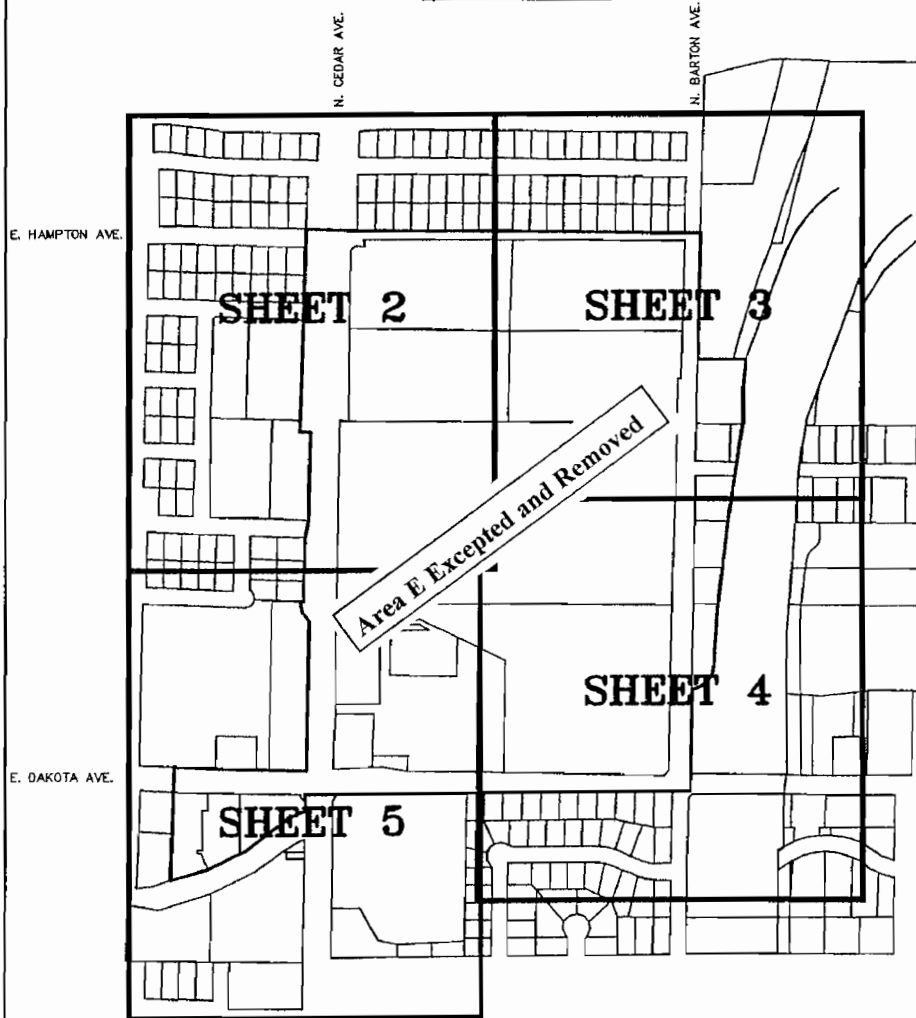 N. CEDAR AVE.
N. BARTON AVE.
E. HAMPTON AVE.
SHEET 2
SHEET 3
Area E Excepted and Removed
SHEET 4
E. DAKOTA AVE.
SHEET 5